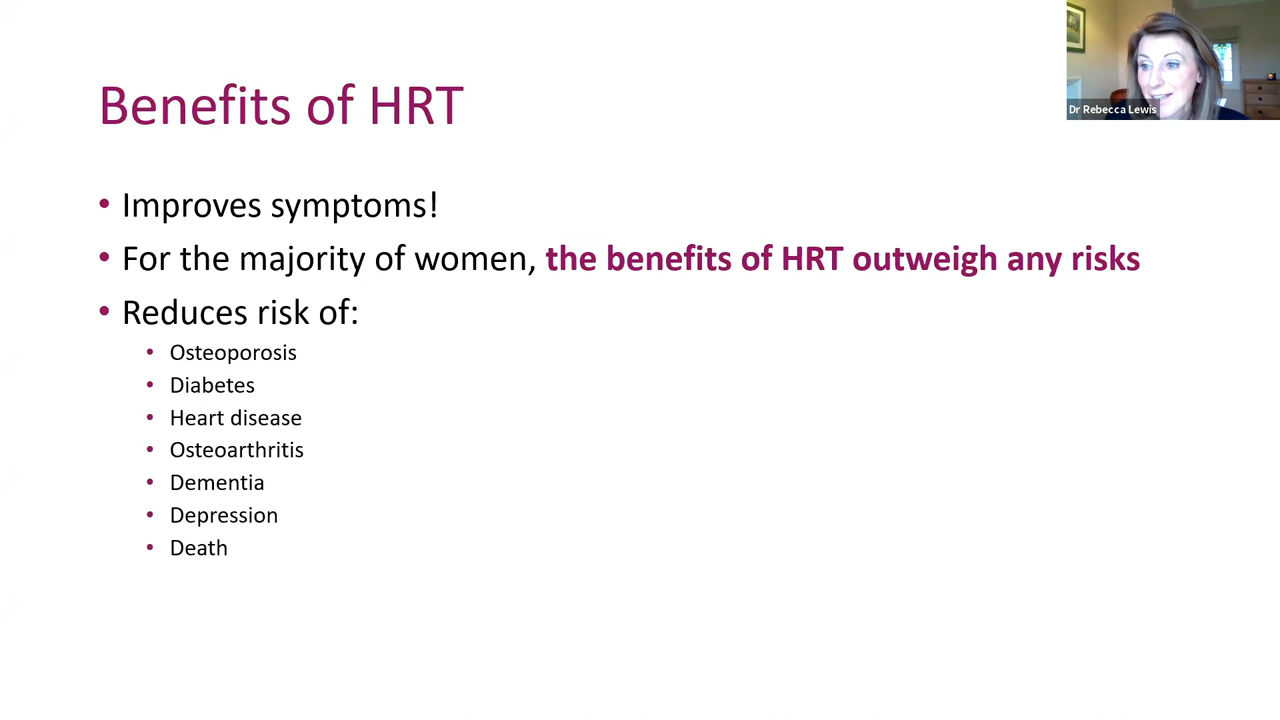 Benefits of HRT
Dr Rebecca Lewis
• Improves symptoms!
• For the majority of women, the benefits of HRT outweigh any risks
• Reduces risk of:
• Osteoporosis
• Diabetes
• Heart disease
• Osteoarthritis
• Dementia
• Depression
• Death